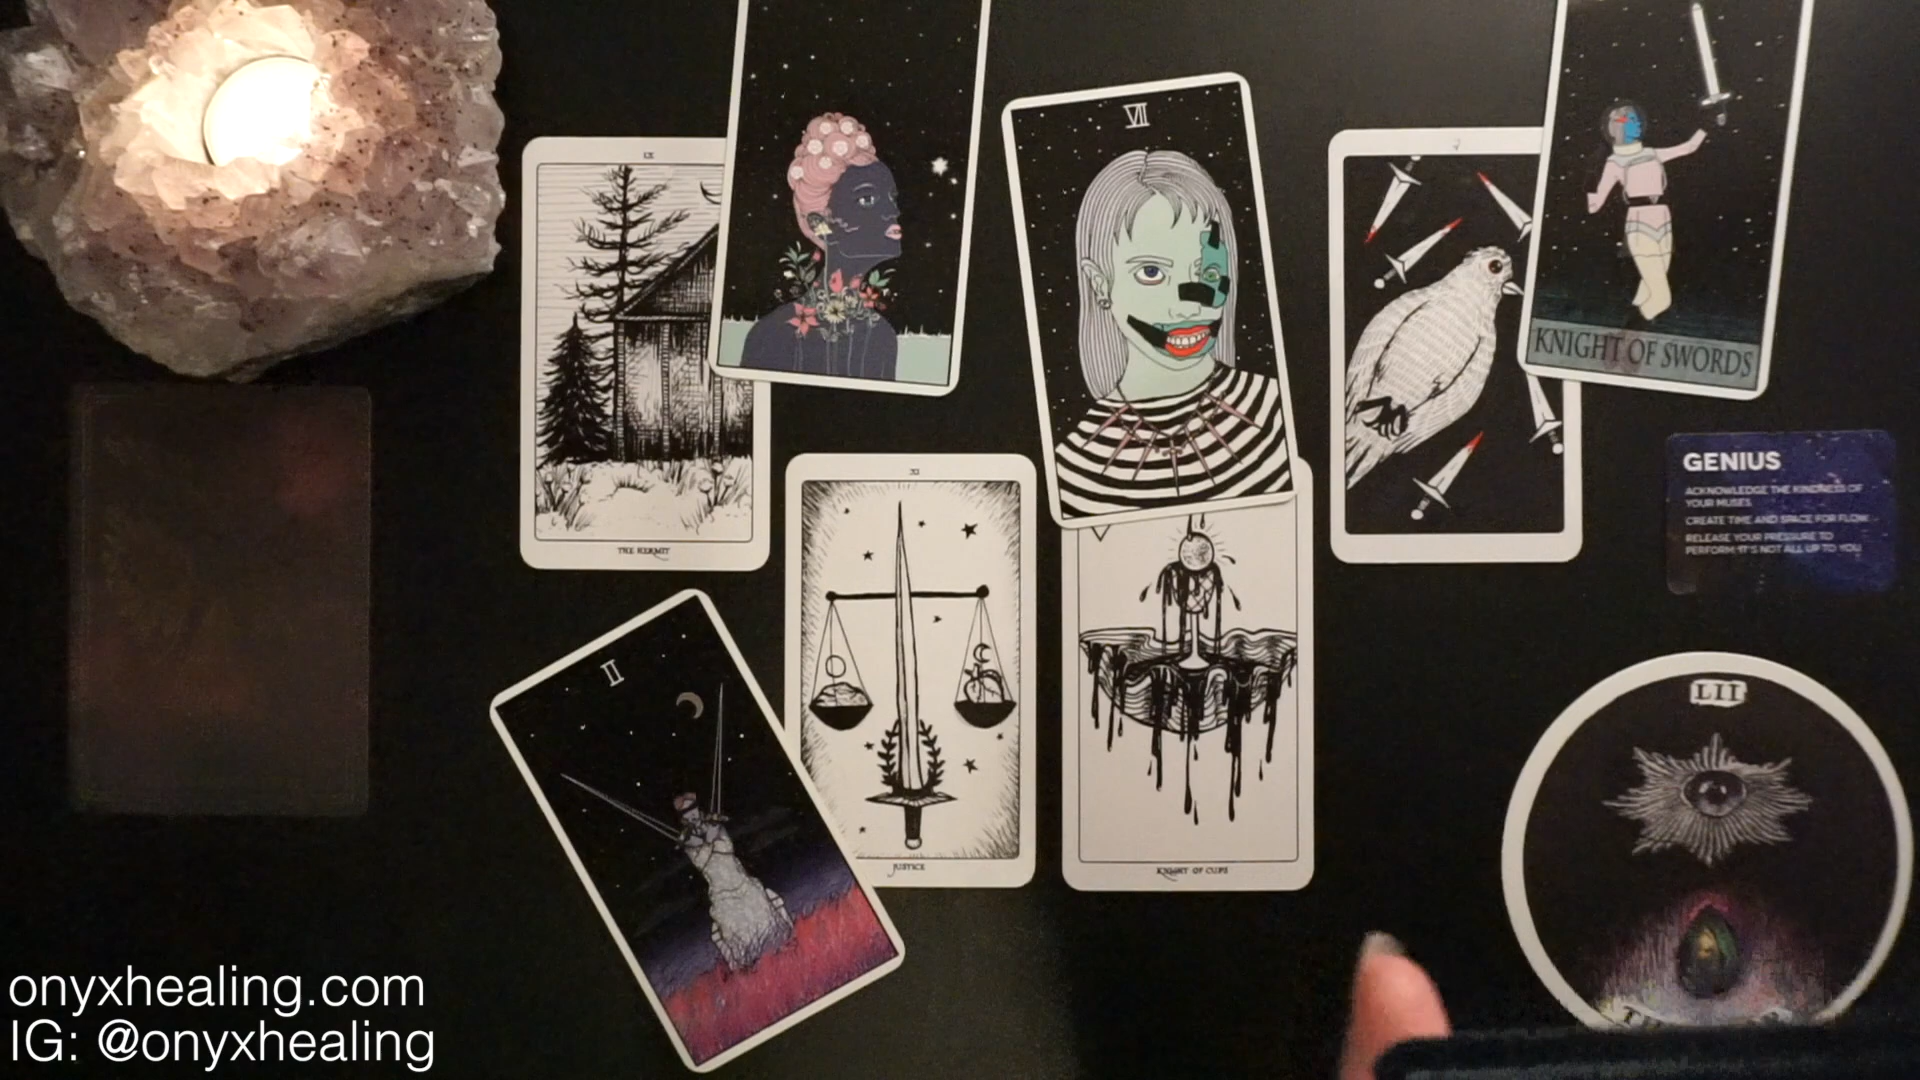 IX
VII
KNIGHT OF SWORDS
GENIUS
ACKNOWLEDGE THE KINDNESS OF
YOUR MUSES.
CREATE TIME AND SPACE FOR FLOW.
RELEASE YOUR PRESSURE TO
PERFORM; IT'S NOT ALL UP TO YOU.
THE HERMIT
XI
II
LII
JUSTICE
KNIGHT OF CUPS
onyxhealing.com
IG: @onyxhealing